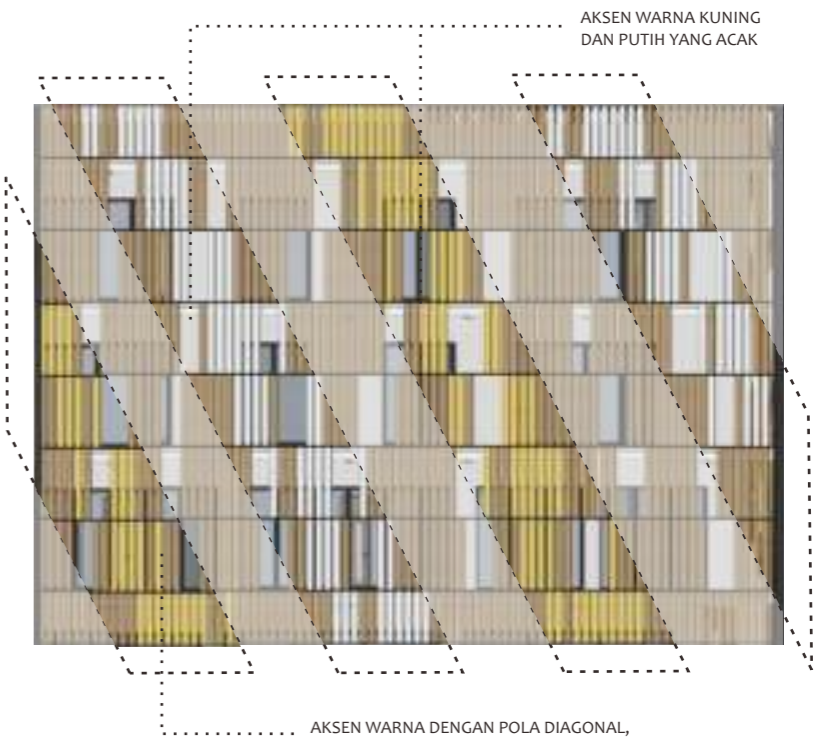 AKSEN WARNA KUNING
DAN PUTIH YANG ACAK
AKSEN WARNA DENGAN POLA DIAGONAL,